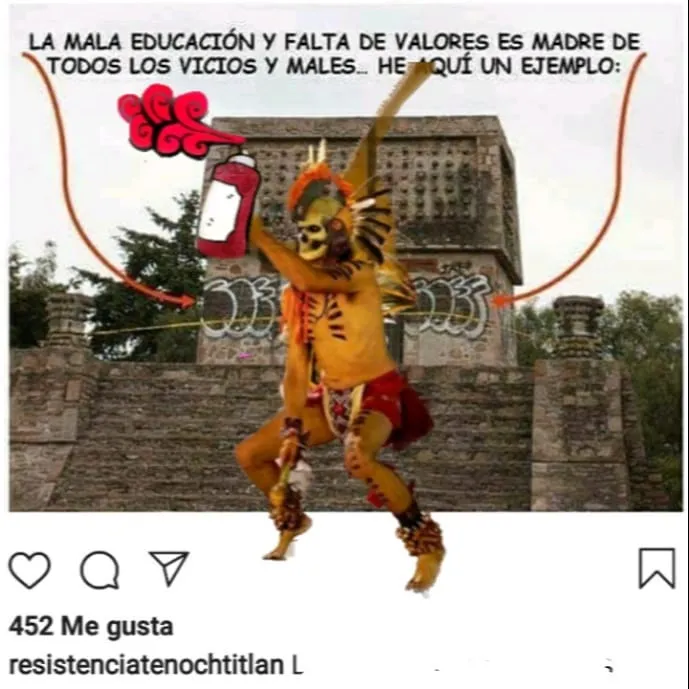 LA MALA EDUCACIÓN Y FALTA DE VALORES ES MADRE DE
TODOS LOS VICIOS Y MALES... HE AQUÍ UN EJEMPLO:
452 Me gusta
resistenciatenochtitlan L